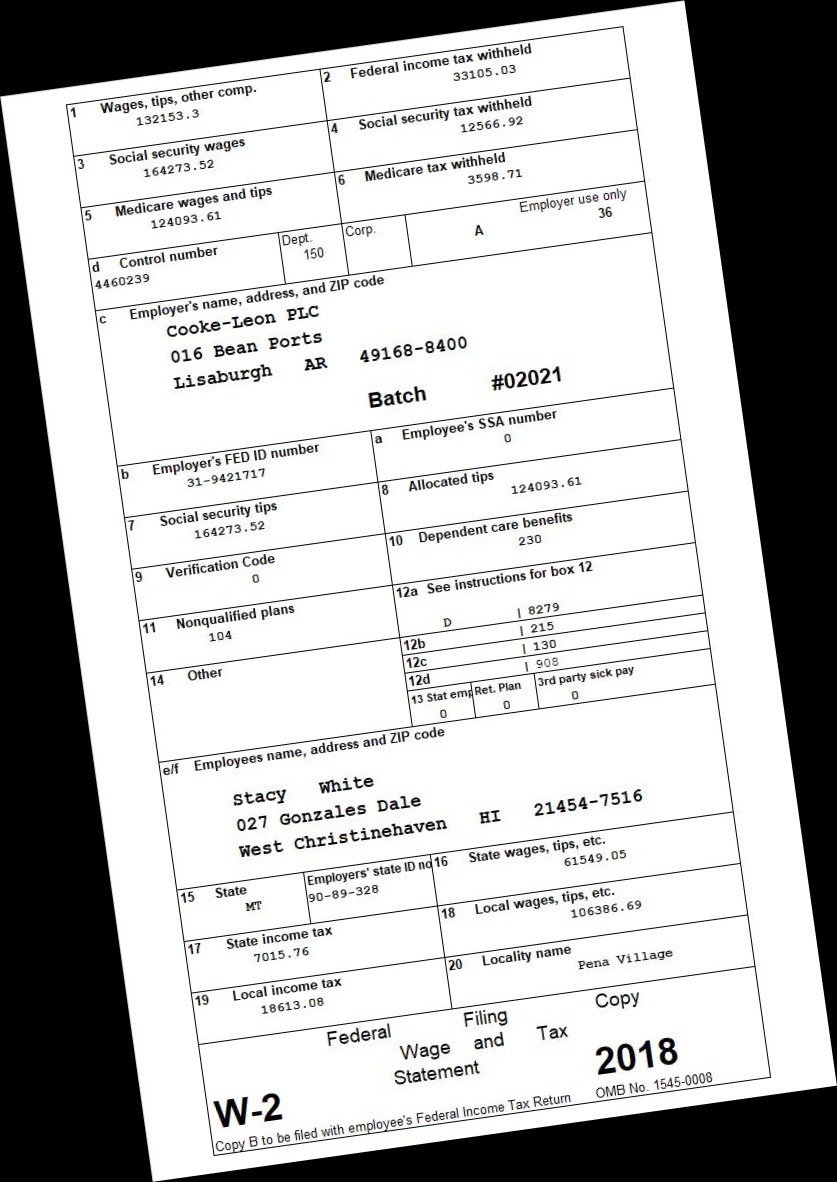 1 Wages, tips, other comp.
132153.3
2 Federal income tax withheld
33105.03
3 Social security wages
164273.52
4 Social security tax withheld
12566.92
5 Medicare wages and tips
124093.61
6 Medicare tax withheld
3598.71
d Control number
4460239
Dept.
150
Corp.
Employer use only
A 36
c Employer's name, address, and ZIP code
Cooke-Leon PLC
016 Bean Ports
Lisaburgh AR 49168-8400
Batch #02021
b Employer's FED ID number
31-9421717
a Employee's SSA number
0
7 Social security tips
164273.52
8 Allocated tips
124093.61
9 Verification Code
0
10 Dependent care benefits
230
11 Nonqualified plans
104
12a See instructions for box 12
D | 8279
12b | 215
12c | 130
12d | 908
14 Other
13 Stat emp
0
Ret. Plan
0
3rd party sick pay
0
e/f Employees name, address and ZIP code
Stacy White
027 Gonzales Dale
West Christinehaven HI 21454-7516
15 State
MT
Employers' state ID no
90-89-328
16 State wages, tips, etc.
61549.05
17 State income tax
7015.76
18 Local wages, tips, etc.
106386.69
19 Local income tax
18613.08
20 Locality name
Pena Village
Federal Filing Copy
Wage and Tax
Statement
W-2 2018
Copy B to be filed with employee's Federal Income Tax Return OMB No. 1545-0008